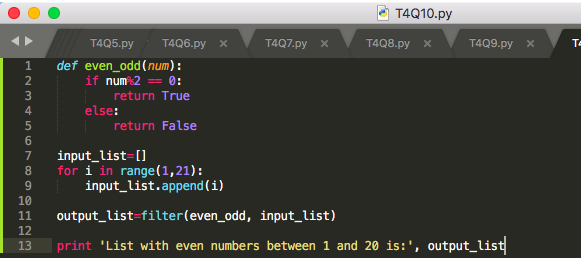 T4Q10.py
T4Q5.py T4Q6.py × T4Q7.py × T4Q8.py × T4Q9.py × T4
1 def even_odd(num):
2     if num%2 == 0:
3         return True
4     else:
5         return False
6
7 input_list=[]
8 for i in range(1,21):
9     input_list.append(i)
10
11 output_list=filter(even_odd, input_list)
12
13 print 'List with even numbers between 1 and 20 is:', output_list